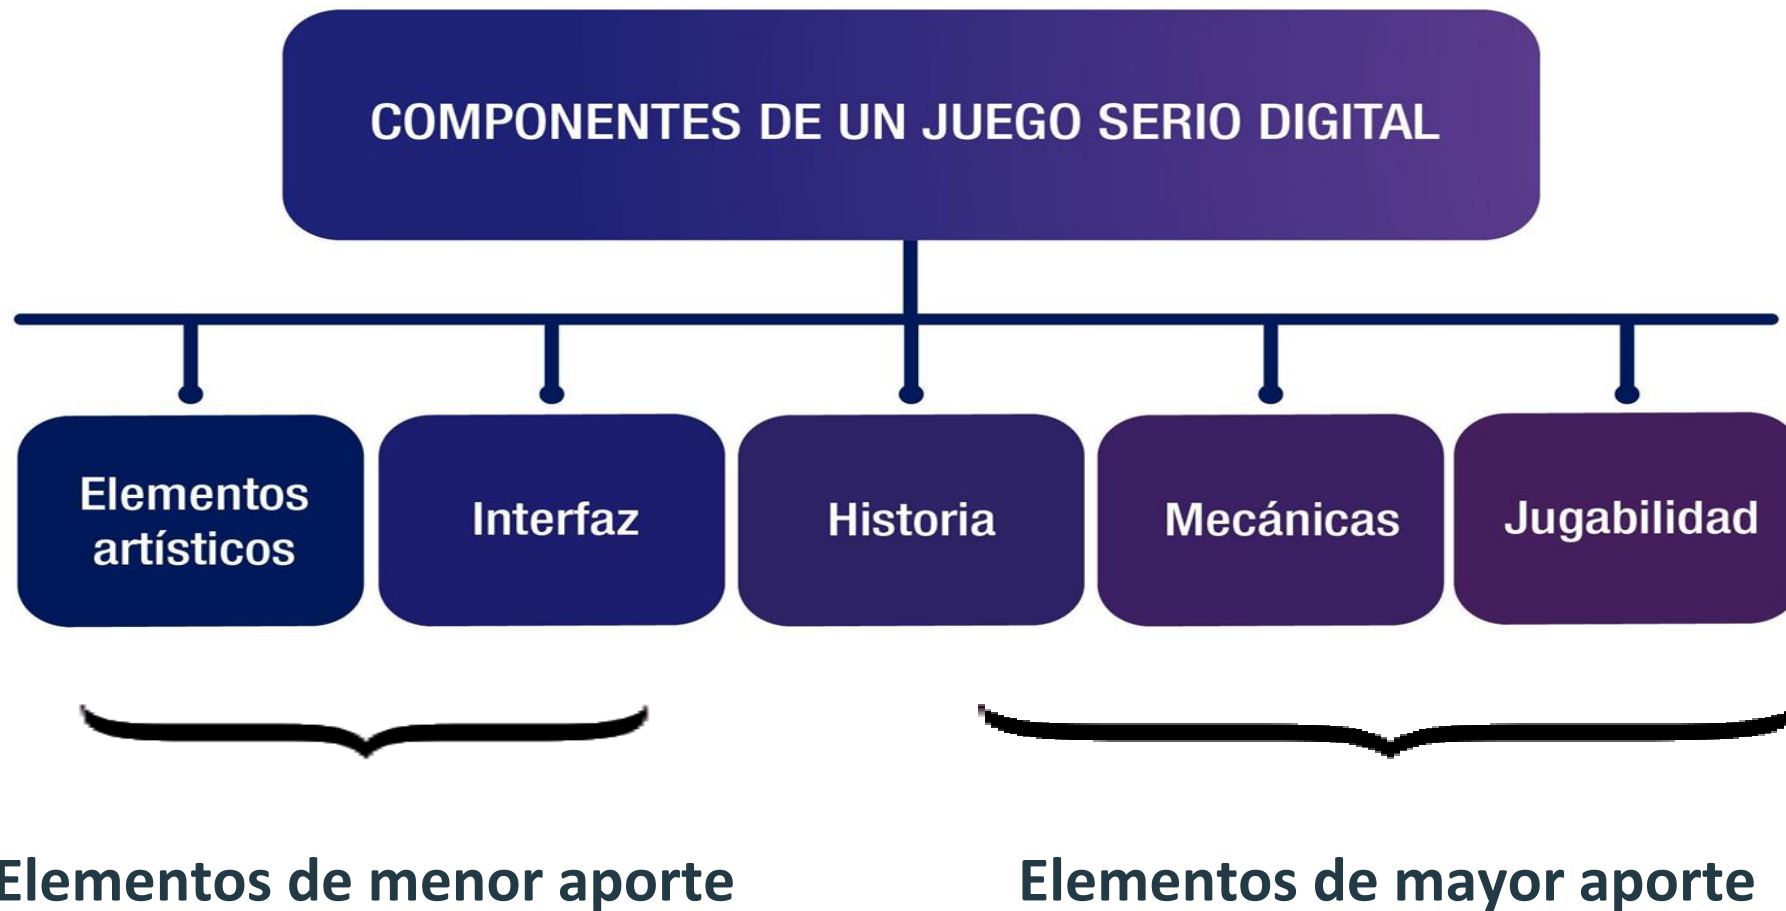 COMPONENTES DE UN JUEGO SERIO DIGITAL
Elementos
artísticos
Interfaz
Historia
Mecánicas
Jugabilidad
Elementos de menor aporte
Elementos de mayor aporte